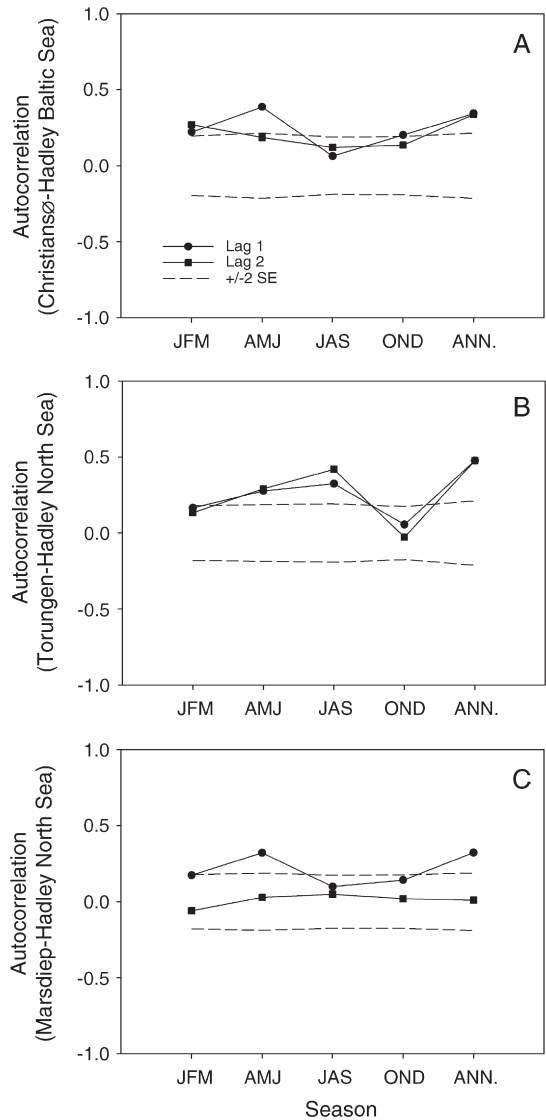 Autocorrelation
(Christiansø-Hadley Baltic Sea)
1.0
0.5
0.0
-0.5
-1.0
A
Lag 1
Lag 2
+/-2 SE
JFM AMJ JAS OND ANN.
Autocorrelation
(Torungen-Hadley North Sea)
1.0
0.5
0.0
-0.5
-1.0
B
JFM AMJ JAS OND ANN.
Autocorrelation
(Marsdiep-Hadley North Sea)
1.0
0.5
0.0
-0.5
-1.0
C
JFM AMJ JAS OND ANN.
Season